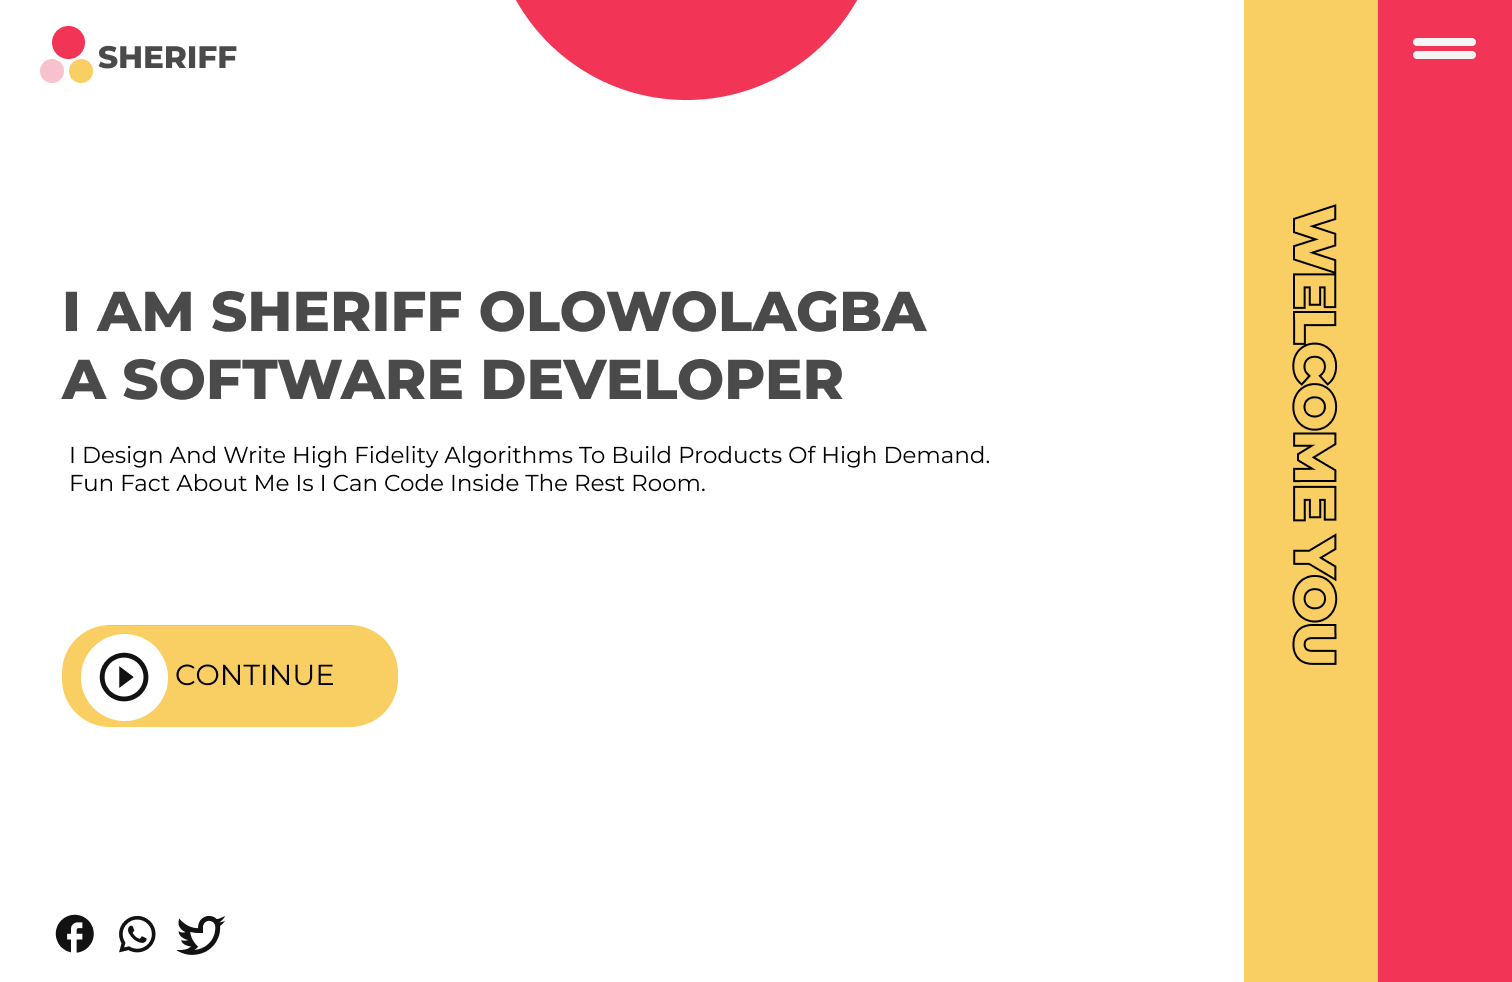 SHERIFF
I AM SHERIFF OLOWOLAGBA
A SOFTWARE DEVELOPER
I Design And Write High Fidelity Algorithms To Build Products Of High Demand.
Fun Fact About Me Is I Can Code Inside The Rest Room.
CONTINUE
WELCOME YOU